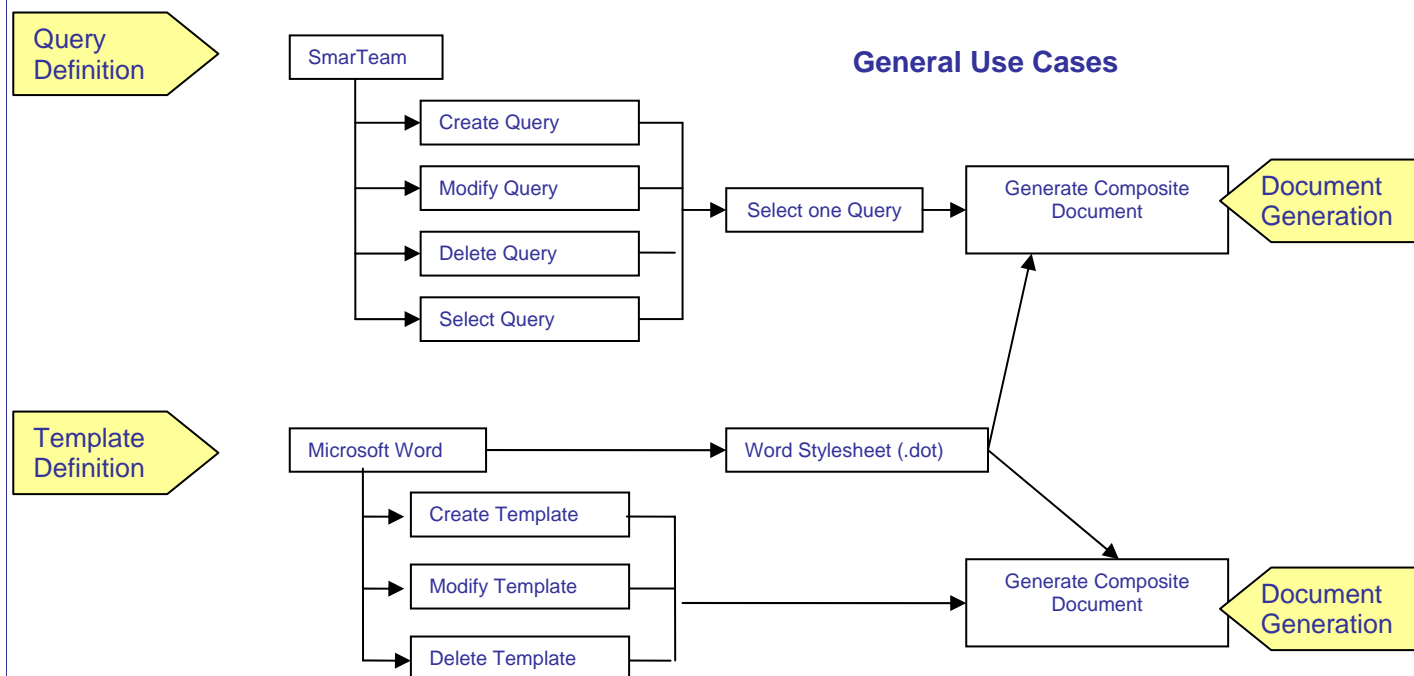 Query
Definition
SmarTeam
General Use Cases
Create Query
Modify Query
Delete Query
Select Query
Select one Query
Generate Composite
Document
Document
Generation
Template
Definition
Microsoft Word
Word Stylesheet (.dot)
Create Template
Modify Template
Delete Template
Generate Composite
Document
Document
Generation